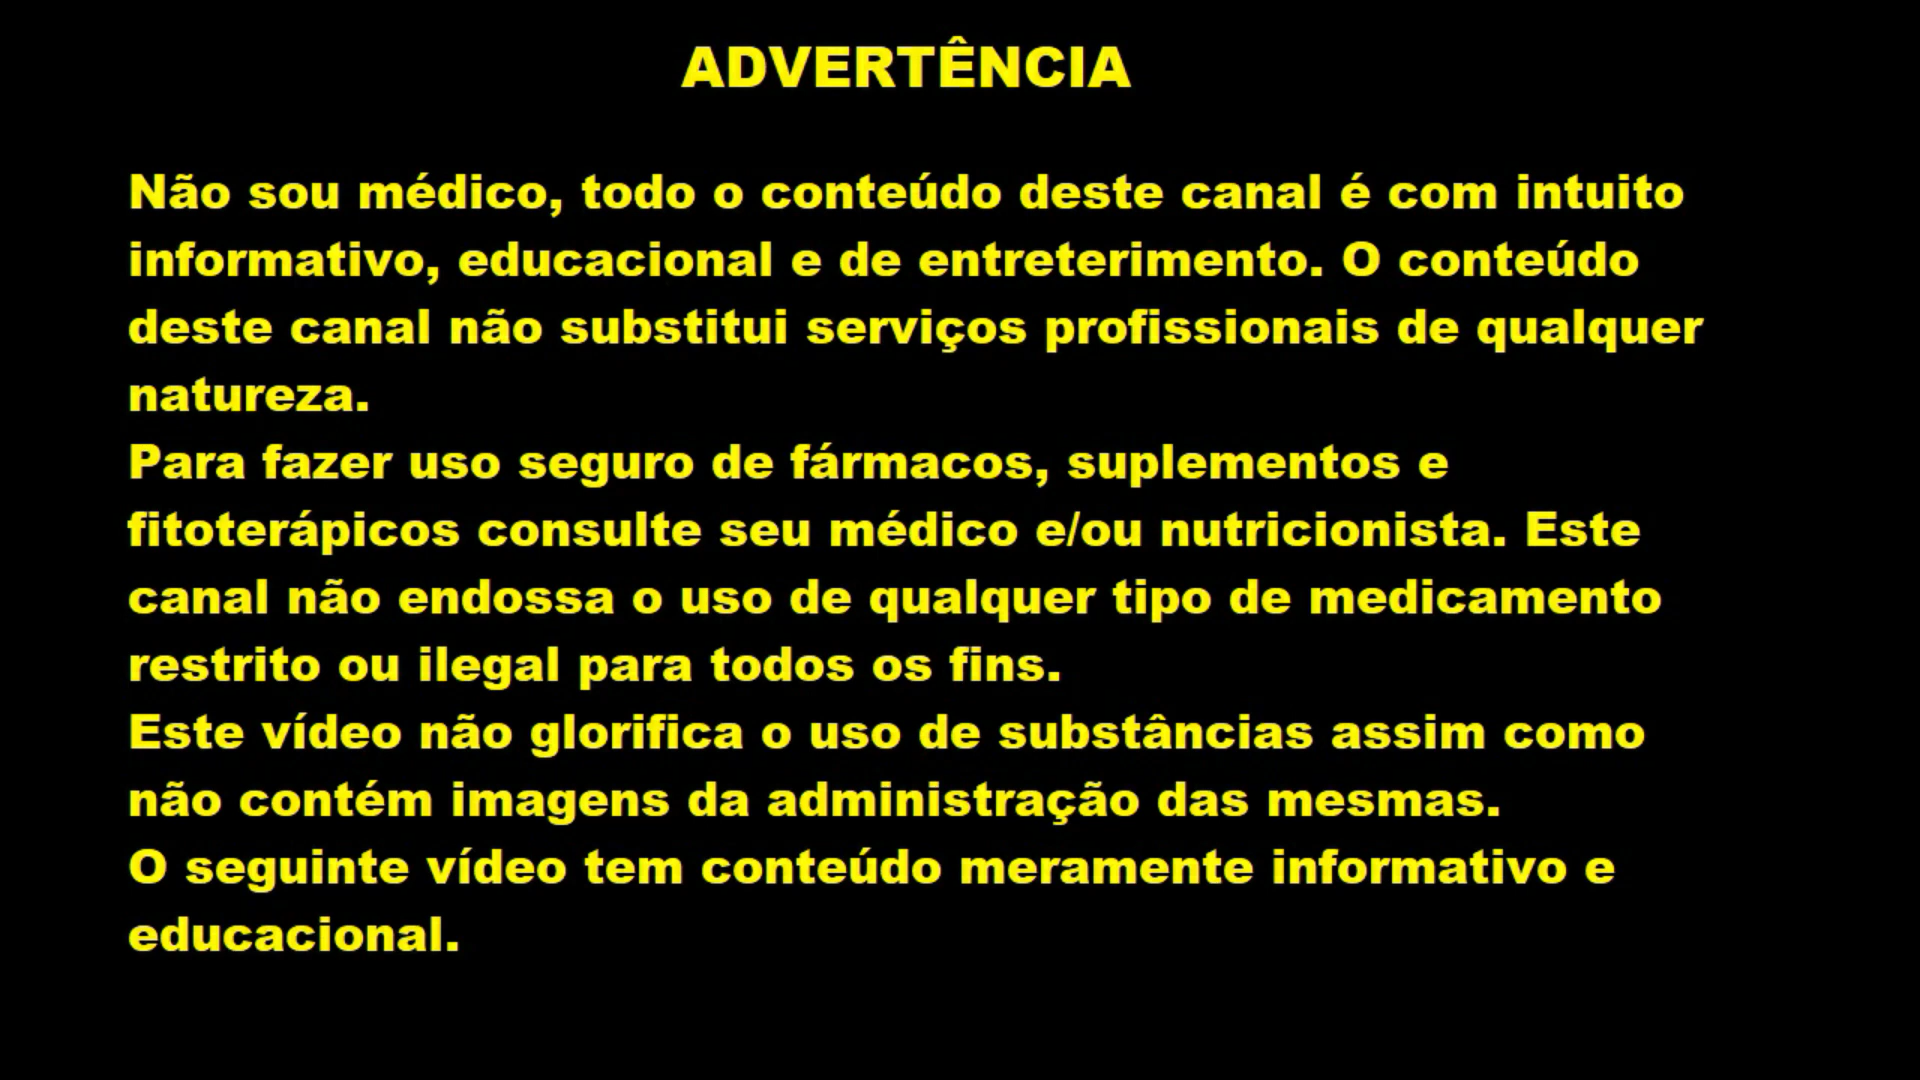 ADVERTÊNCIA
Não sou médico, todo o conteúdo deste canal é com intuito
informativo, educacional e de entreterimento. O conteúdo
deste canal não substitui serviços profissionais de qualquer
natureza.
Para fazer uso seguro de fármacos, suplementos e
fitoterápicos consulte seu médico e/ou nutricionista. Este
canal não endossa o uso de qualquer tipo de medicamento
restrito ou ilegal para todos os fins.
Este vídeo não glorifica o uso de substâncias assim como
não contém imagens da administração das mesmas.
O seguinte vídeo tem conteúdo meramente informativo e
educacional.